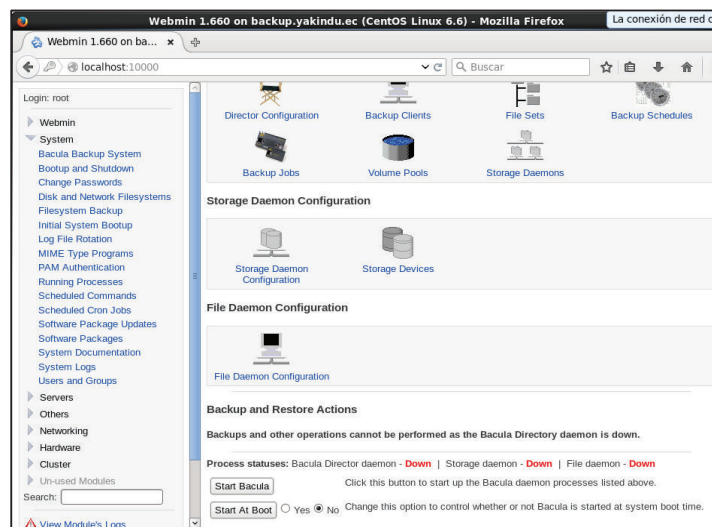 Webmin 1.660 on backup.yakindu.ec (CentOS Linux 6.6) - Mozilla Firefox
La conexión de red
Webmin 1.660 on ba...
localhost:10000
Buscar
Login: root
Webmin
System
Bacula Backup System
Bootup and Shutdown
Change Passwords
Disk and Network Filesystems
Filesystem Backup
Initial System Bootup
Log File Rotation
MIME Type Programs
PAM Authentication
Running Processes
Scheduled Commands
Scheduled Cron Jobs
Software Package Updates
Software Packages
System Documentation
System Logs
Users and Groups
Servers
Others
Networking
Hardware
Cluster
Un-used Modules
Search:
View Module's Logs
Director Configuration
Backup Clients
File Sets
Backup Schedules
Backup Jobs
Volume Pools
Storage Daemons
Storage Daemon Configuration
Storage Daemon
Configuration
Storage Devices
File Daemon Configuration
File Daemon Configuration
Backup and Restore Actions
Backups and other operations cannot be performed as the Bacula Directory daemon is down.
Process statuses: Bacula Director daemon - Down | Storage daemon - Down | File daemon - Down
Start Bacula
Click this button to start up the Bacula daemon processes listed above.
Start At Boot
Yes
No
Change this option to control whether or not Bacula is started at system boot time.